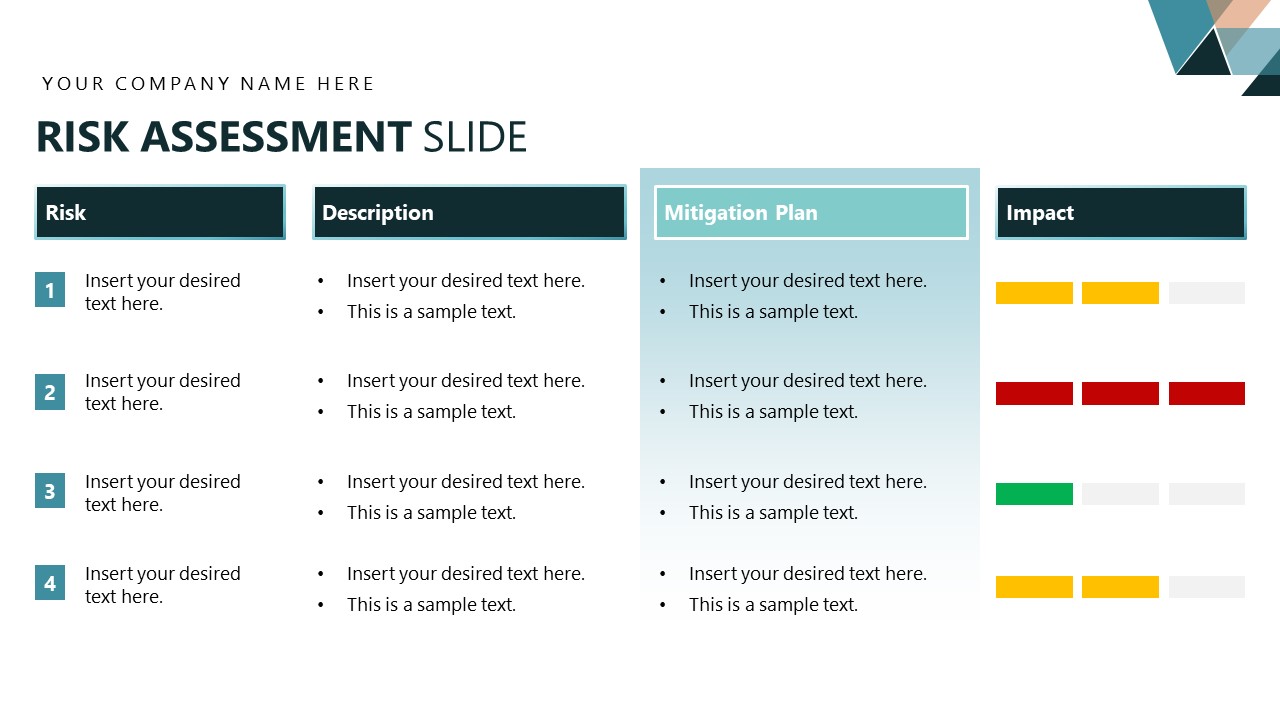 YOUR COMPANY NAME HERE
RISK ASSESSMENT SLIDE
Risk
Description
Mitigation Plan
Impact
1
Insert your desired
text here.
• Insert your desired text here.
• This is a sample text.
• Insert your desired text here.
• This is a sample text.
2
Insert your desired
text here.
• Insert your desired text here.
• This is a sample text.
• Insert your desired text here.
• This is a sample text.
3
Insert your desired
text here.
• Insert your desired text here.
• This is a sample text.
• Insert your desired text here.
• This is a sample text.
4
Insert your desired
text here.
• Insert your desired text here.
• This is a sample text.
• Insert your desired text here.
• This is a sample text.